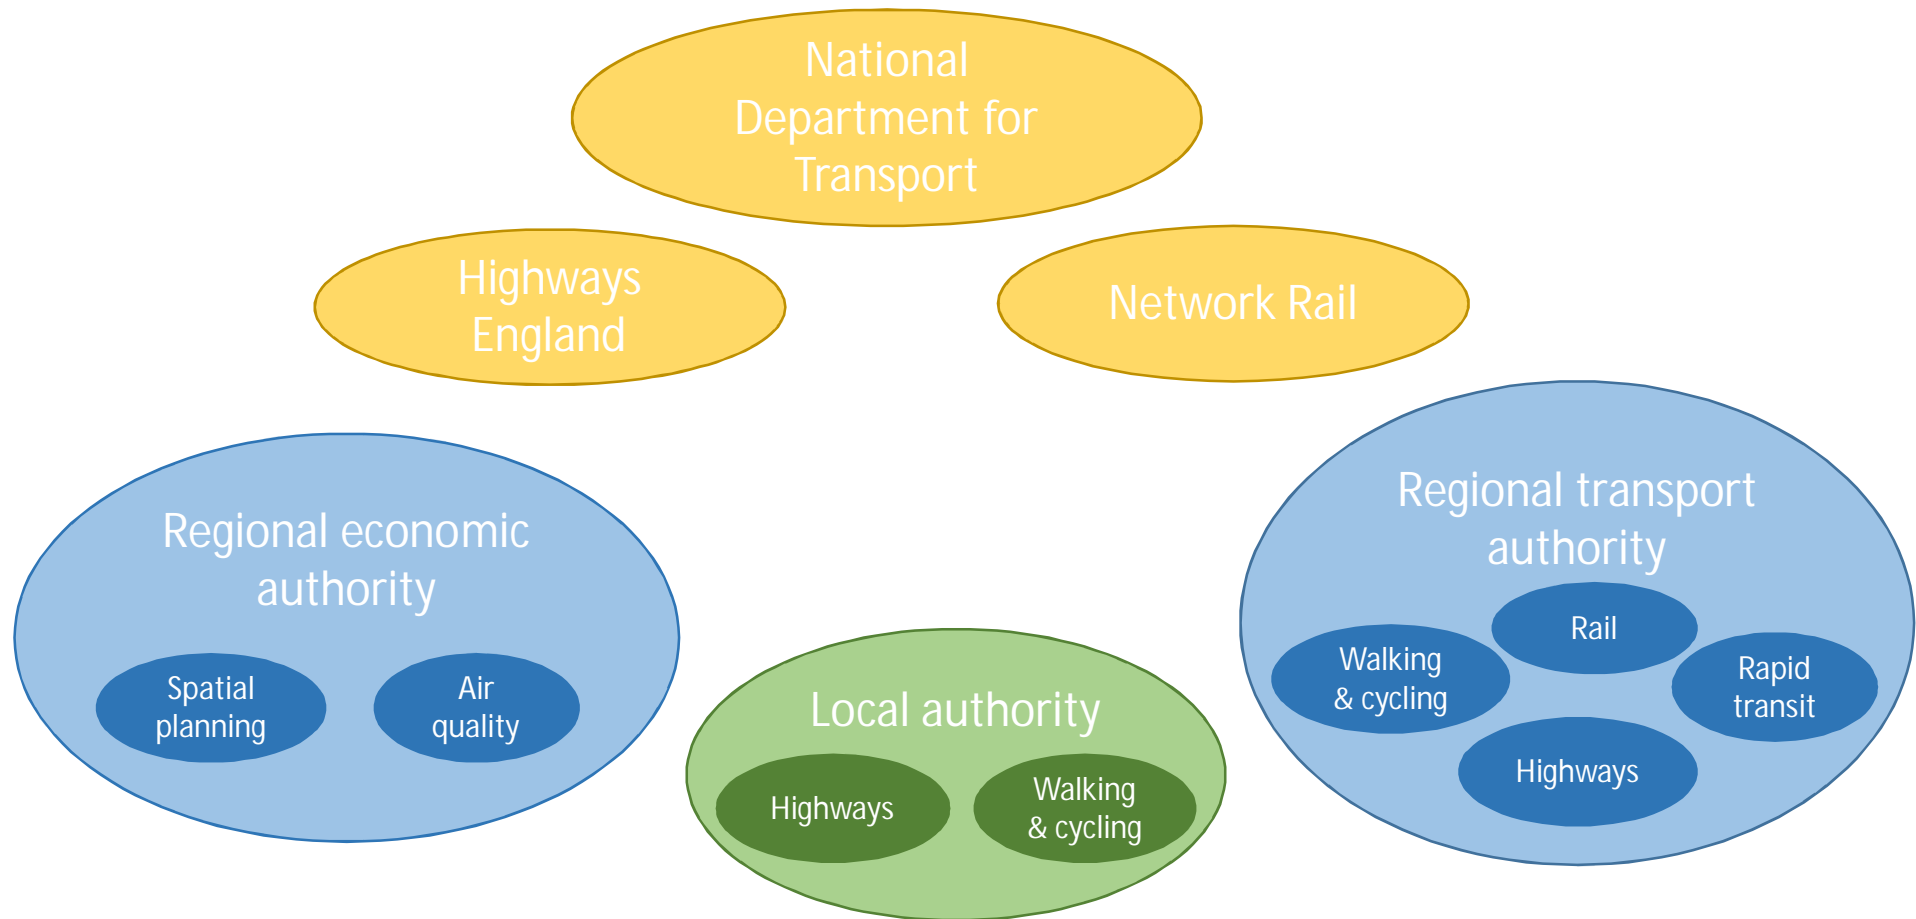 National
Department for
Transport
Highways
England
Network Rail
Regional economic
authority
Spatial
planning
Air
quality
Local authority
Highways
Walking
& cycling
Regional transport
authority
Rail
Walking
& cycling
Rapid
transit
Highways